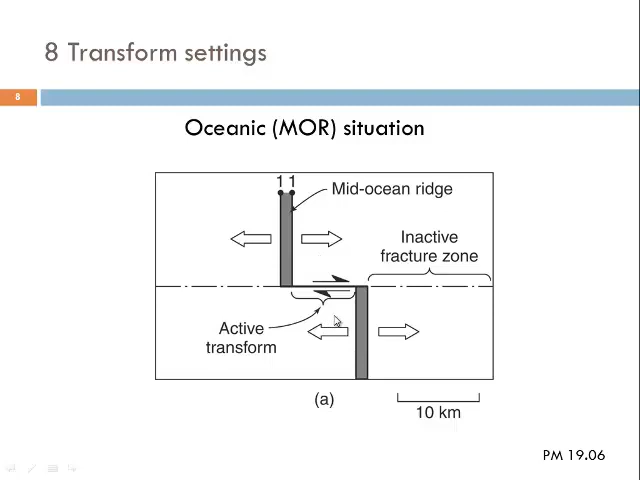 8 Transform settings
8
Oceanic (MOR) situation
1 1
Mid-ocean ridge
Inactive
fracture zone
Active
transform
(a)
10 km
PM 19.06